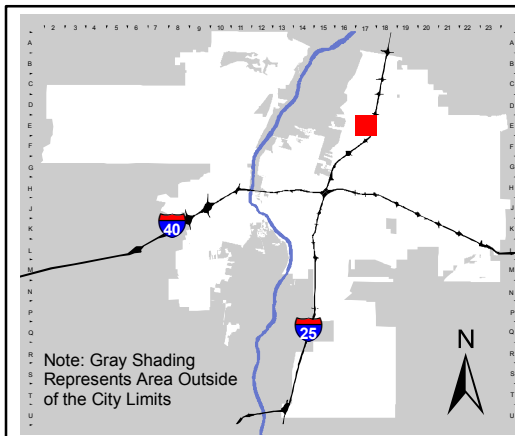 2 3 4 5 6 7 8 9 10 11 12 13 14 15 16 17 18 19 20 21 22 23
A A
B B
C C
D D
E E
F F
G G
H H
J J
K K
L L
M M
N N
P P
Q Q
R R
S S
T T
U U
40
25
N
Note: Gray Shading
Represents Area Outside
of the City Limits